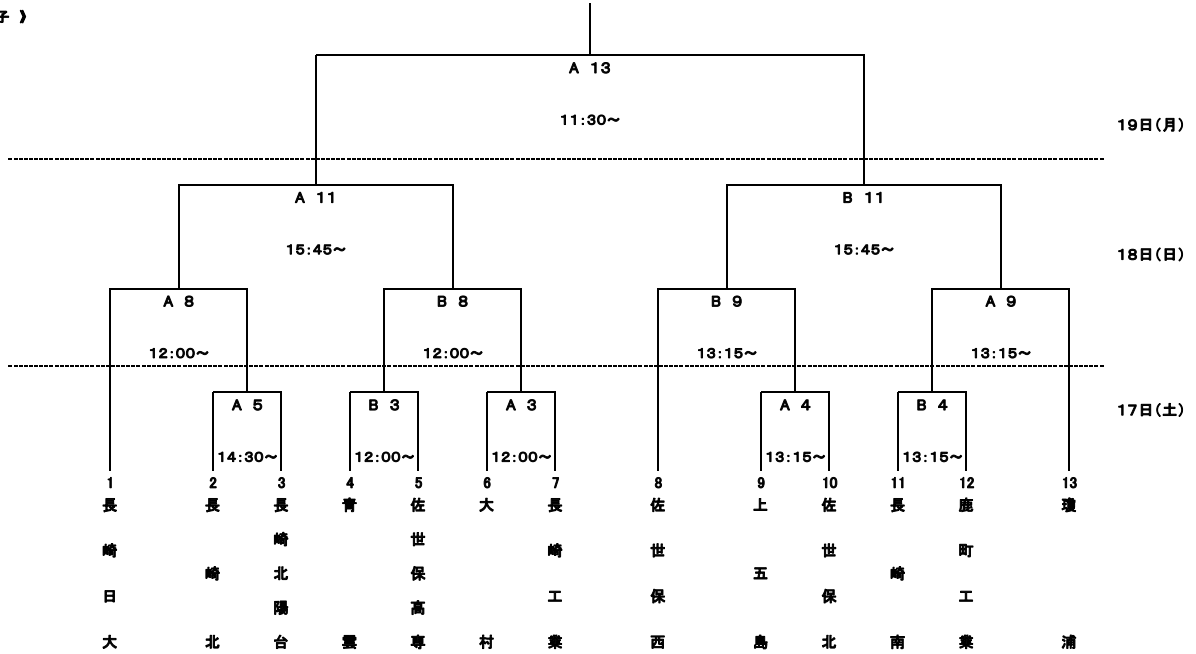 子 》
A 13
11:30～
19日(月)
A 11
B 11
15:45～
15:45～
18日(日)
A 8
B 8
B 9
A 9
12:00～
12:00～
13:15～
13:15～
A 5
B 3
A 3
A 4
B 4
17日(土)
14:30～
12:00～
12:00～
13:15～
13:15～
1
長崎日大
2
長崎北
3
長崎北陽台
4
青雲
5
佐世保高専
6
大村
7
長崎工業
8
佐世保西
9
上五島
10
佐世保北
11
長崎南
12
鹿町工業
13
瓊浦